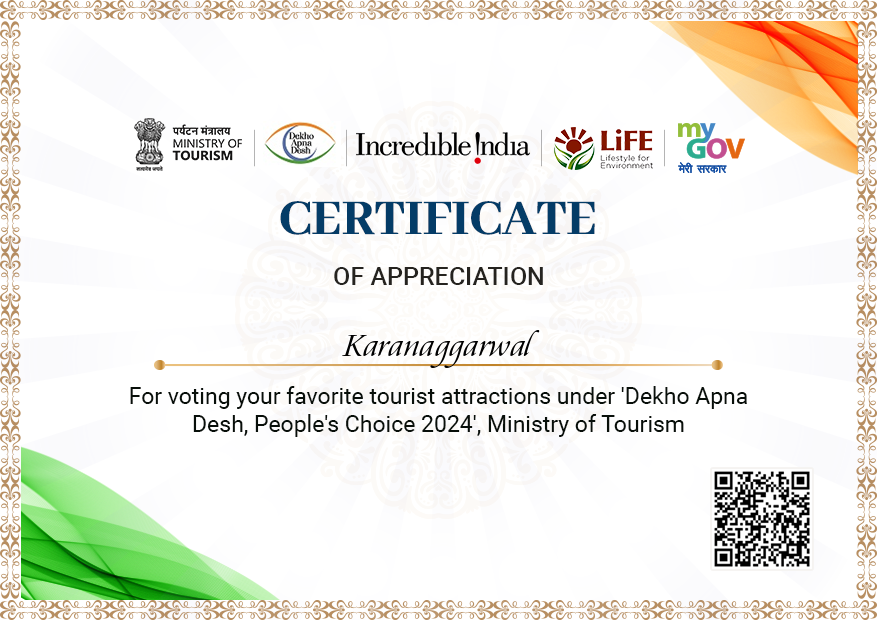 पर्यटन मंत्रालय
MINISTRY OF
TOURISM
सत्यमेव जयते
Dekho
Apna
Desh
Incredible !ndia
LiFE
Lifestyle for
Environment
my
GOV
मेरी सरकार
CERTIFICATE
OF APPRECIATION
Karanaggarwal
For voting your favorite tourist attractions under 'Dekho Apna
Desh, People's Choice 2024', Ministry of Tourism